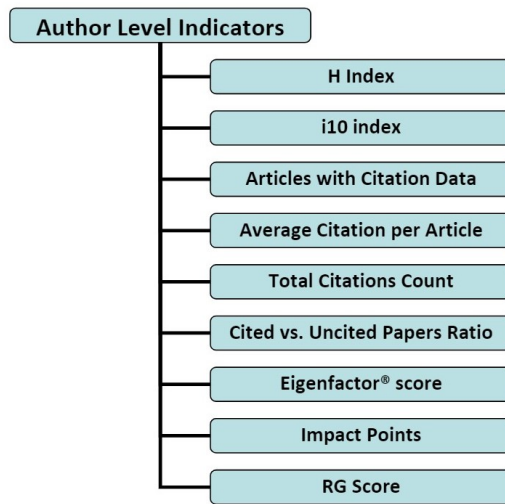 Author Level Indicators
H Index
i10 index
Articles with Citation Data
Average Citation per Article
Total Citations Count
Cited vs. Uncited Papers Ratio
Eigenfactor® score
Impact Points
RG Score